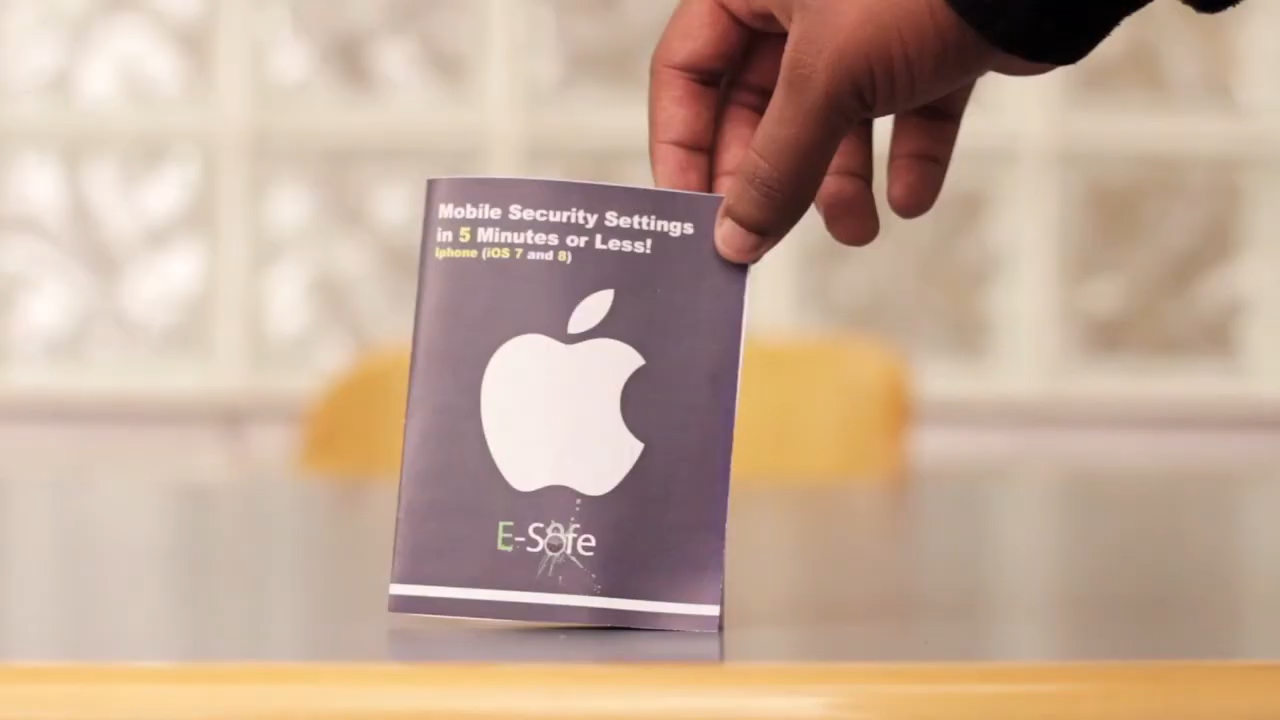 Mobile Security Settings
in 5 Minutes or Less!
Iphone (iOS 7 and 8)
E-Safe